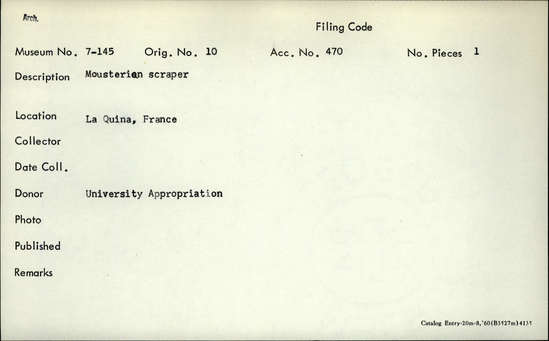 Arch.
Filing Code
Museum No. 7-145 Orig. No. 10 Acc. No. 470 No. Pieces 1
Description Mousterian scraper
Location La Quina, France
Collector
Date Coll.
Donor University Appropriation
Photo
Published
Remarks
Catalog Entry-20m-8,'60